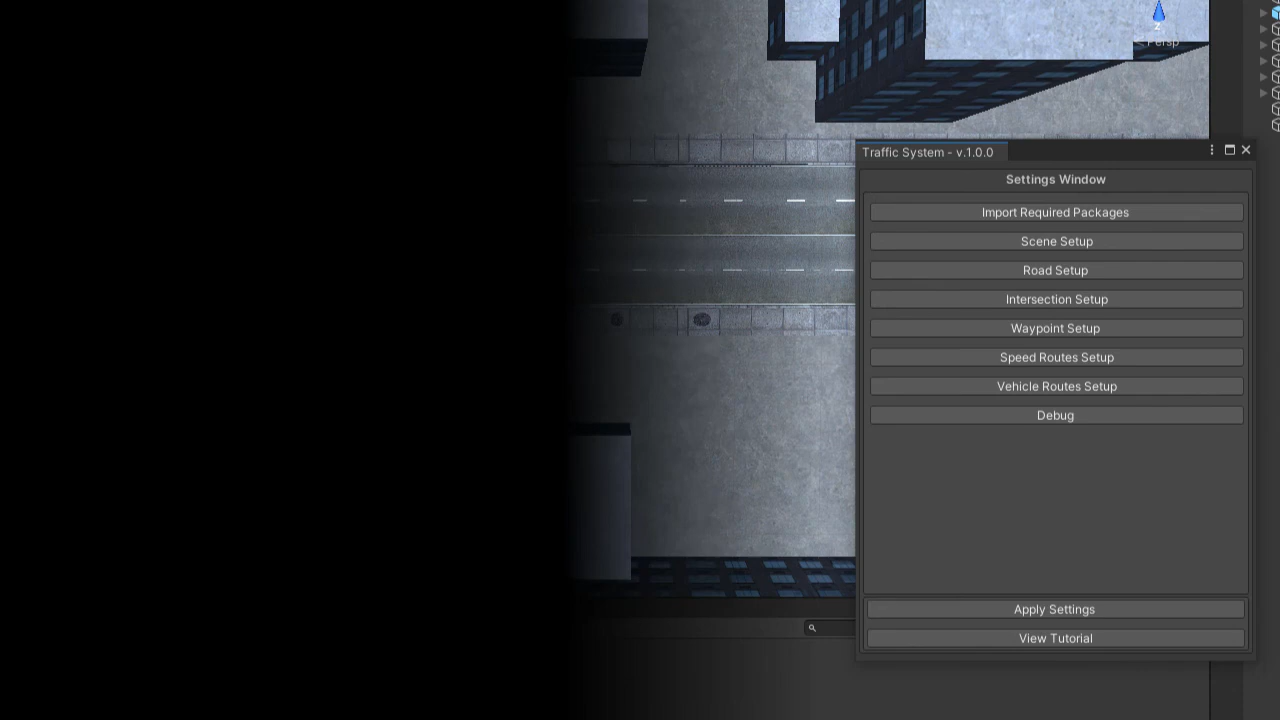 z
< Persp
Traffic System - v.1.0.0
Settings Window
Import Required Packages
Scene Setup
Road Setup
Intersection Setup
Waypoint Setup
Speed Routes Setup
Vehicle Routes Setup
Debug
Apply Settings
View Tutorial